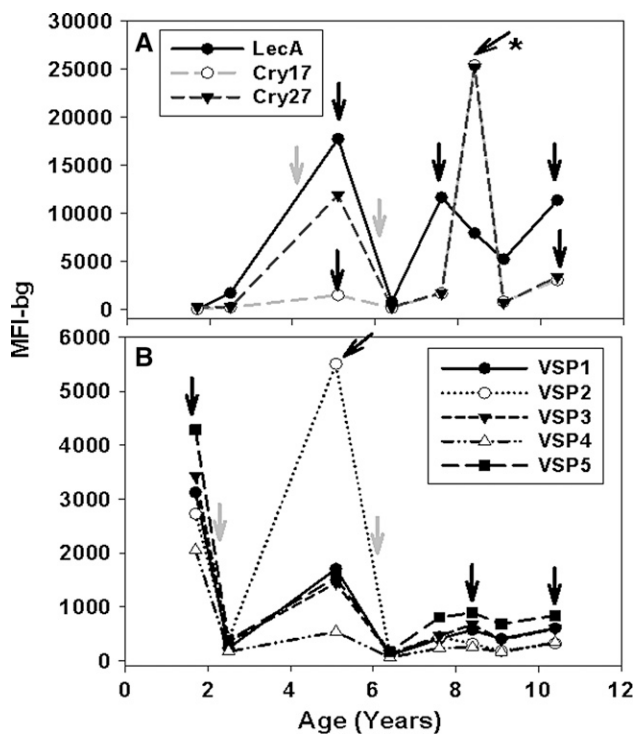 30000
25000
20000
15000
10000
5000
0
A
LecA
Cry17
Cry27
*
MFI-bg
6000
5000
4000
3000
2000
1000
0
B
VSP1
VSP2
VSP3
VSP4
VSP5
0 2 4 6 8 10 12
Age (Years)